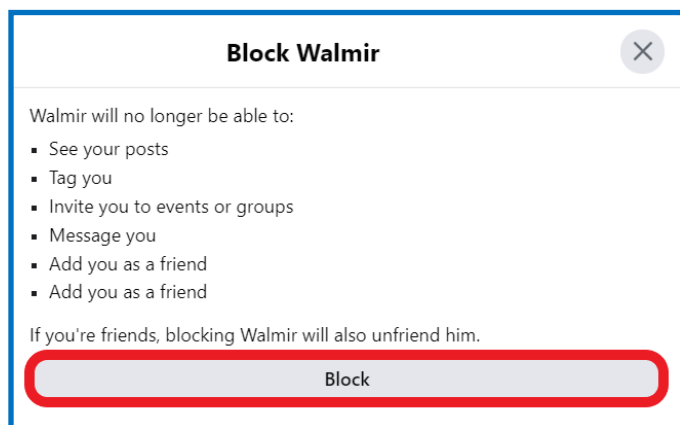 Block Walmir
Walmir will no longer be able to:
▪ See your posts
▪ Tag you
▪ Invite you to events or groups
▪ Message you
▪ Add you as a friend
▪ Add you as a friend
If you're friends, blocking Walmir will also unfriend him.
Block